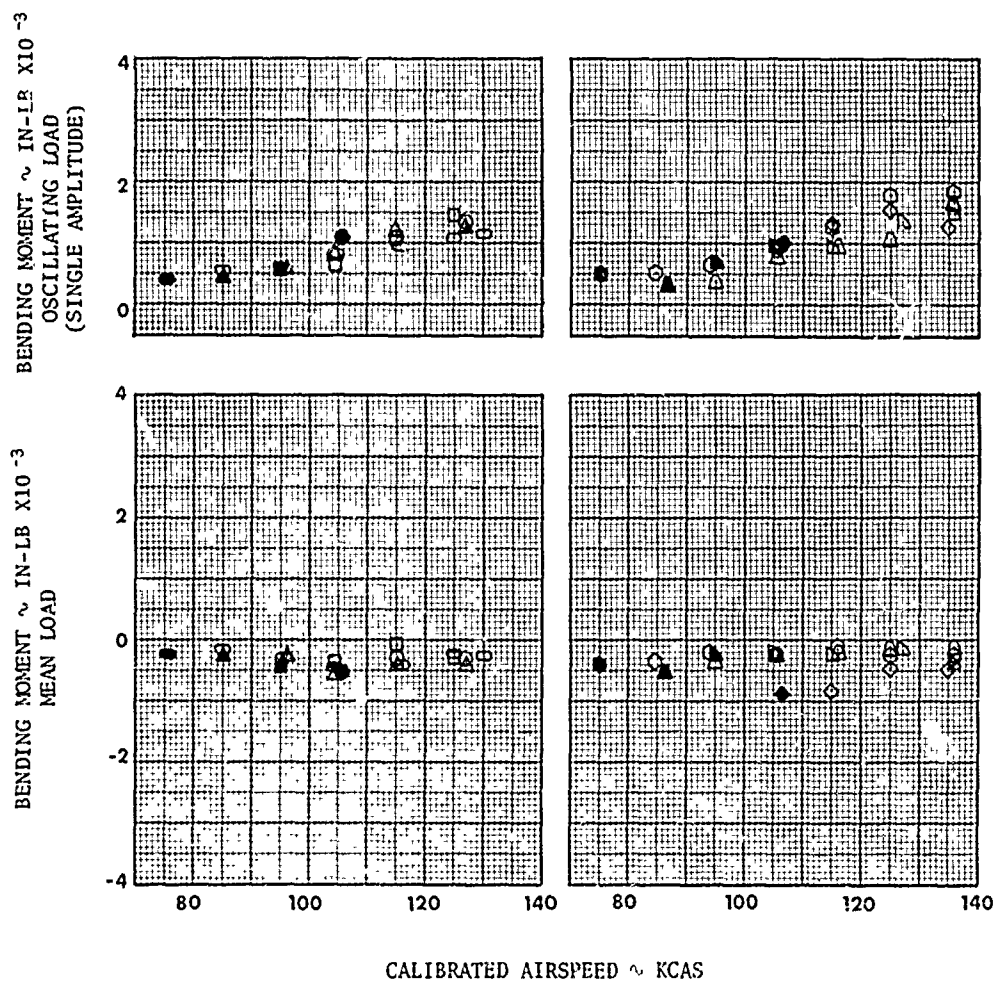 BENDING MOMENT ~ IN-LB X10 -3
OSCILLATING LOAD
(SINGLE AMPLITUDE)
4
2
0
BENDING MOMENT ~ IN-LB X10 -3
MEAN LOAD
4
2
0
-2
-4
80 100 120 140
80 100 120 140
CALIBRATED AIRSPEED ~ KCAS